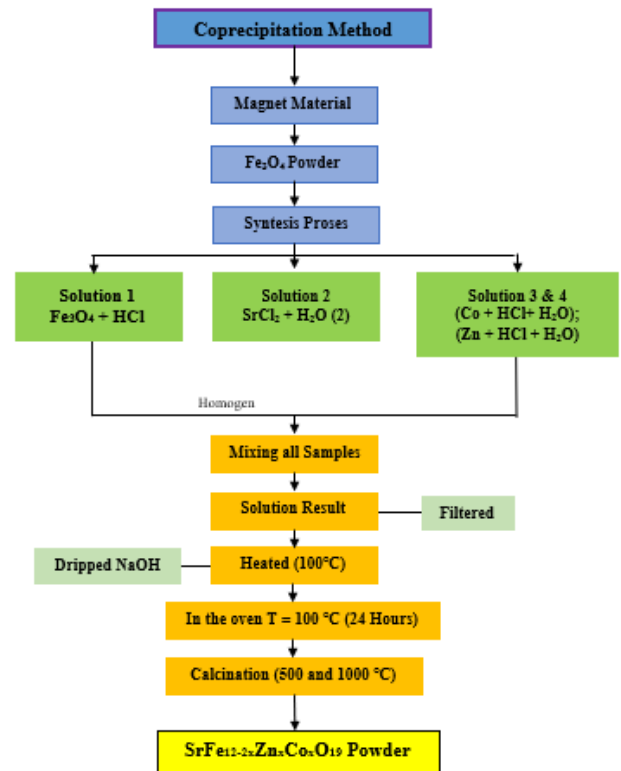 Coprecipitation Method
Magnet Material
Fe₂O₄ Powder
Syntesis Proses
Solution 1
Fe₃O₄ + HCl
Solution 2
SrCl₂ + H₂O (2)
Solution 3 & 4
(Co + HCl+ H₂O);
(Zn + HCl + H₂O)
Homogen
Mixing all Samples
Solution Result
Filtered
Dripped NaOH
Heated (100°C)
In the oven T = 100 °C (24 Hours)
Calcination (500 and 1000 °C)
SrFe₁₂₋₂ₓZnₓCoₓO₁₉ Powder